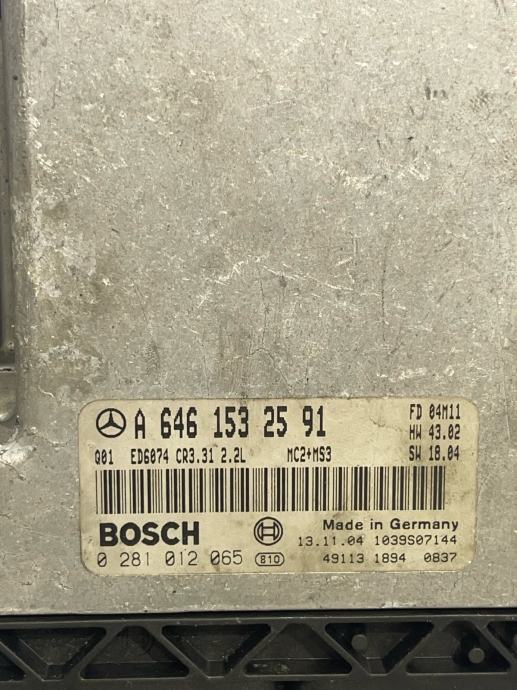 A 646 153 25 91
FD 04M11
HW 43.02
Q01 ED6074 CR3.31 2.2L MC2+MS3 SW 18.04
BOSCH
Made in Germany
13.11.04 1039S07144
0 281 012 065 810
49113 1894 0837